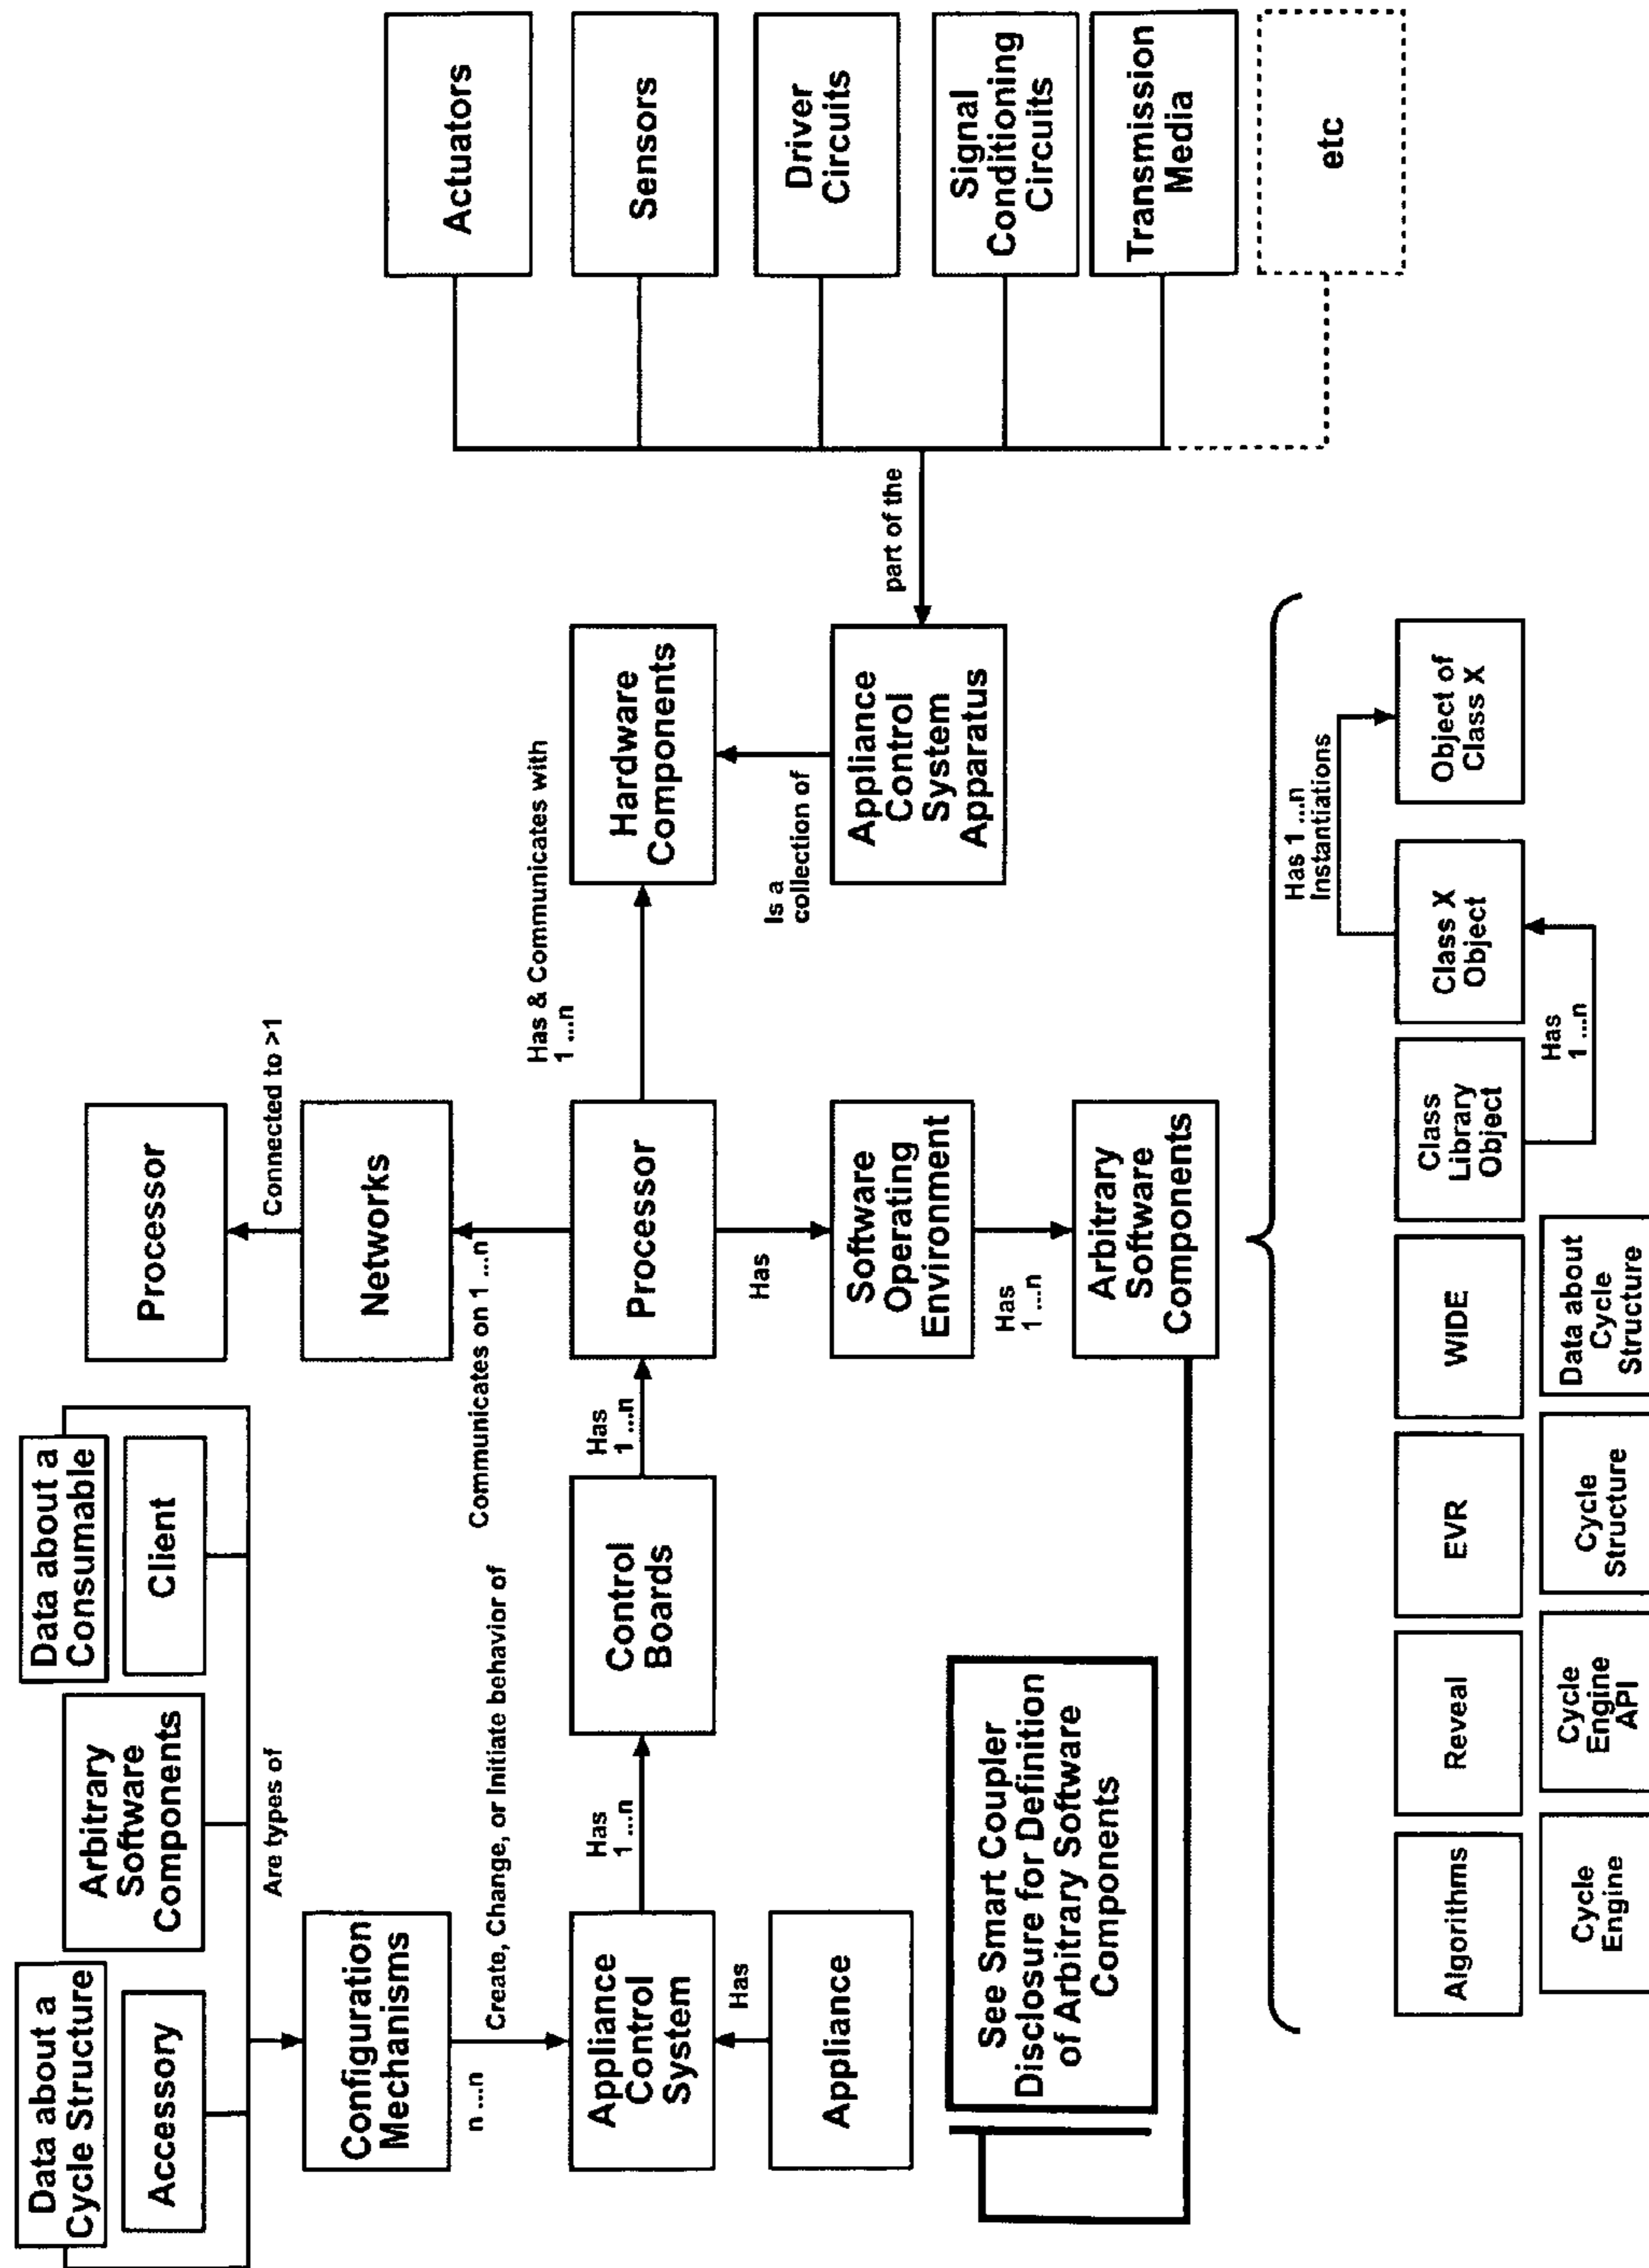 Data about a
Cycle Structure
Accessory
Arbitrary
Software
Components
Data about a
Consumable
Client
Are types of
Configuration
Mechanisms
n ...n
Create, Change, or Initiate behavior of
Appliance
Control
System
Has
Appliance
Has
1 ...n
Control
Boards
Has
1 ...n
Processor
Connected to >1
Networks
Communicates on 1 ...n
Processor
Has
Software
Operating
Environment
Has
1 ...n
Arbitrary
Software
Components
Has & Communicates with
1 ...n
Hardware
Components
Is a
collection of
Appliance
Control
System
Apparatus
part of the
Actuators
Sensors
Driver
Circuits
Signal
Conditioning
Circuits
Transmission
Media
etc
See Smart Coupler
Disclosure for Definition
of Arbitrary Software
Components
Algorithms
Reveal
EVR
WIDE
Class
Library
Object
Class X
Object
Object of
Class X
Has 1 ...n
Instantiations
Has
1 ...n
Cycle
Engine
Cycle
Engine
API
Cycle
Structure
Data about
Cycle
Structure